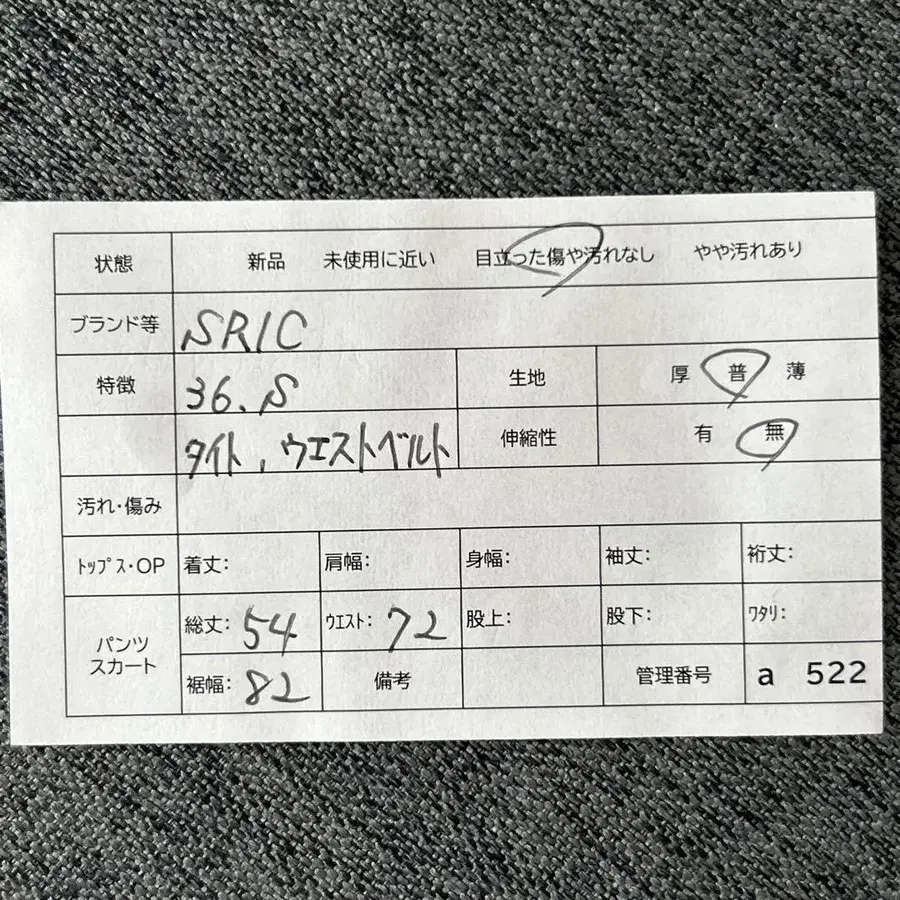 状態 新品 未使用に近い 目立った傷や汚れなし やや汚れあり
ブランド等 SRIC
特徴 36.S 生地 厚 普 薄
タイト,ウエストベルト 伸縮性 有 無
汚れ・傷み
トップス・OP 着丈: 肩幅: 身幅: 袖丈: 裄丈:
パンツ スカート 総丈: 54 ウエスト: 72 股上: 股下: ワタリ:
裾幅: 82 備考 管理番号 a 522